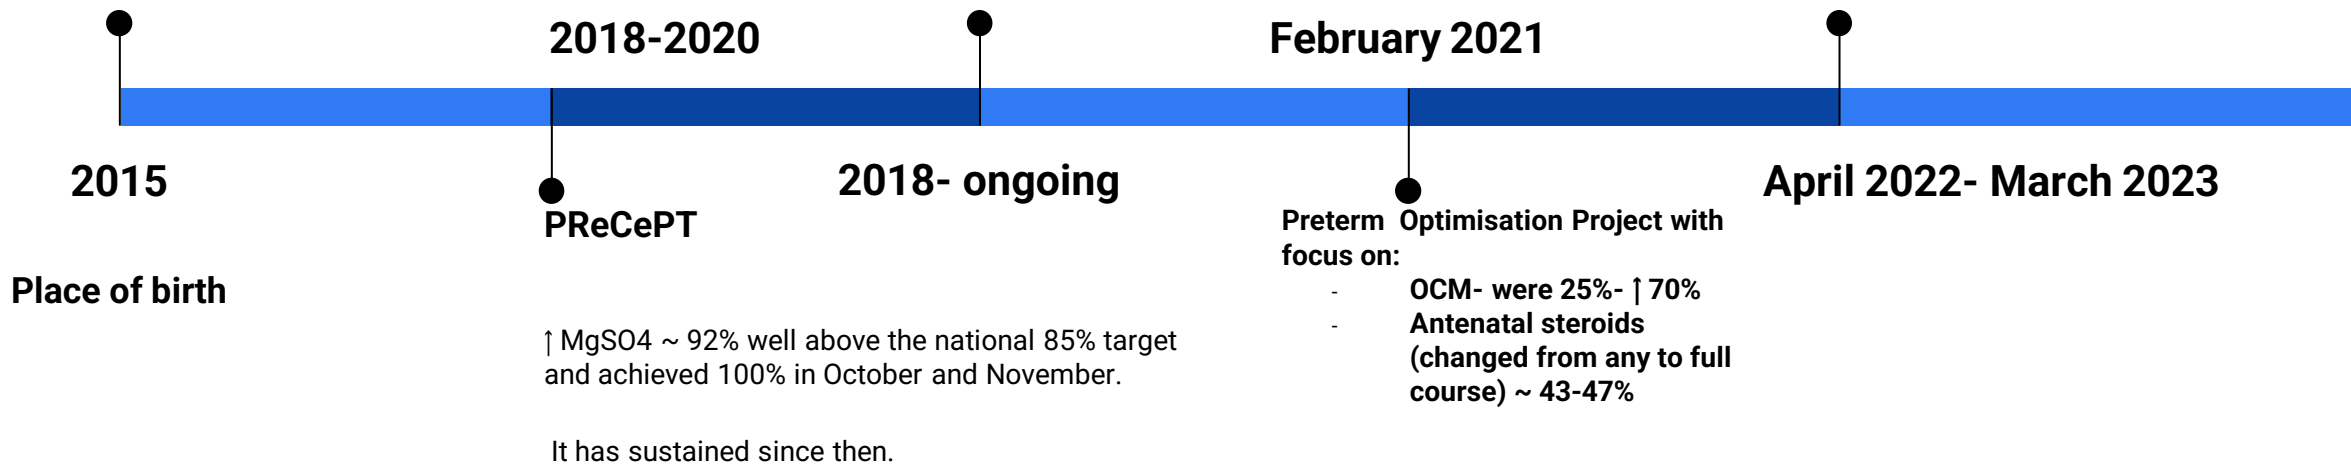 2018-2020
February 2021
2015
2018- ongoing
April 2022- March 2023
Place of birth
PReCePT
↑ MgSO4 ~ 92% well above the national 85% target
and achieved 100% in October and November.
It has sustained since then.
Preterm Optimisation Project with
focus on:
- OCM- were 25%- ↑ 70%
- Antenatal steroids
(changed from any to full
course) ~ 43-47%